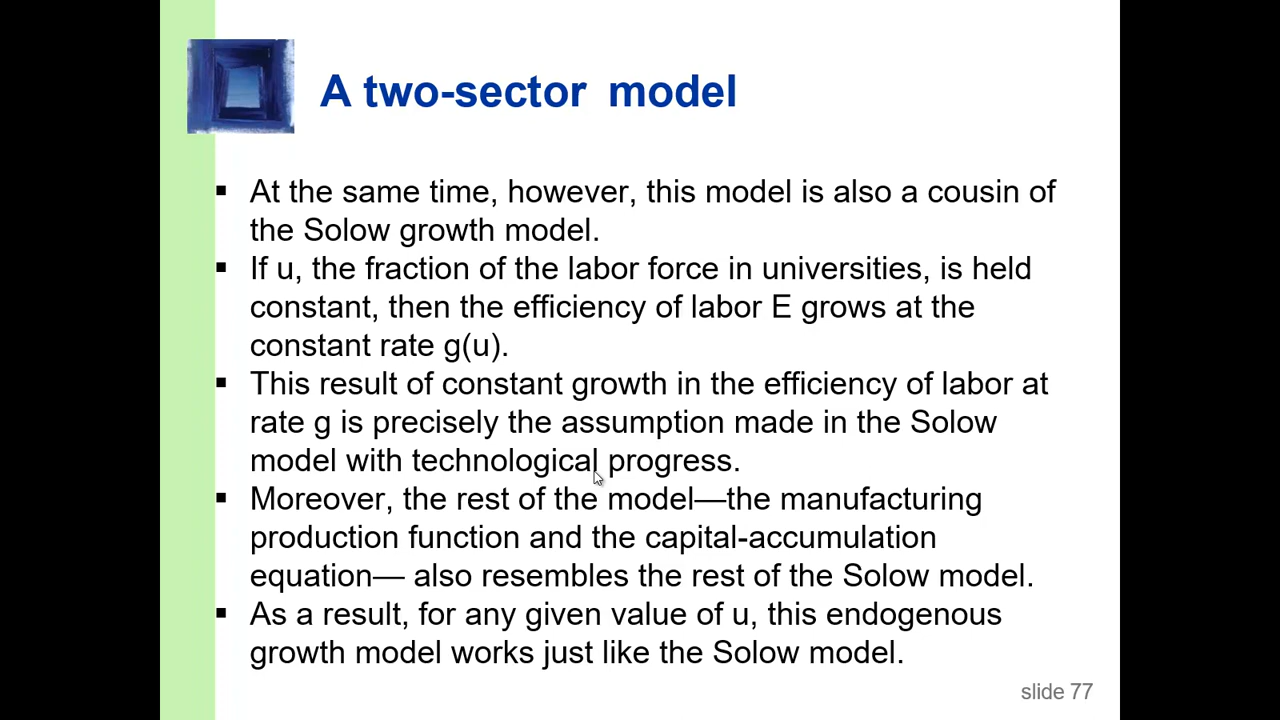 A two-sector model
▪ At the same time, however, this model is also a cousin of
the Solow growth model.
▪ If u, the fraction of the labor force in universities, is held
constant, then the efficiency of labor E grows at the
constant rate g(u).
▪ This result of constant growth in the efficiency of labor at
rate g is precisely the assumption made in the Solow
model with technological progress.
▪ Moreover, the rest of the model—the manufacturing
production function and the capital-accumulation
equation— also resembles the rest of the Solow model.
▪ As a result, for any given value of u, this endogenous
growth model works just like the Solow model.
slide 77